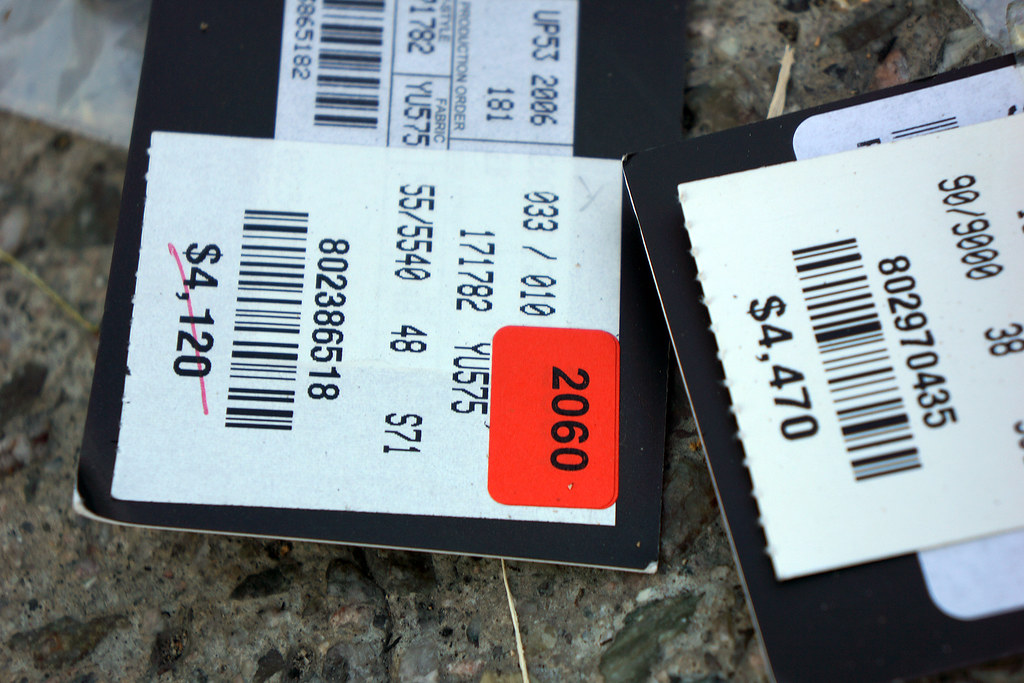 UP53 2006
181
PRODUCTION ORDER
STYLE FABRIC
1782 YU575
865182
033 / 010
171782 YU575
55/5540 48 S71
802386518
$4,120
2060
90/9000 38
802970435
$4,470